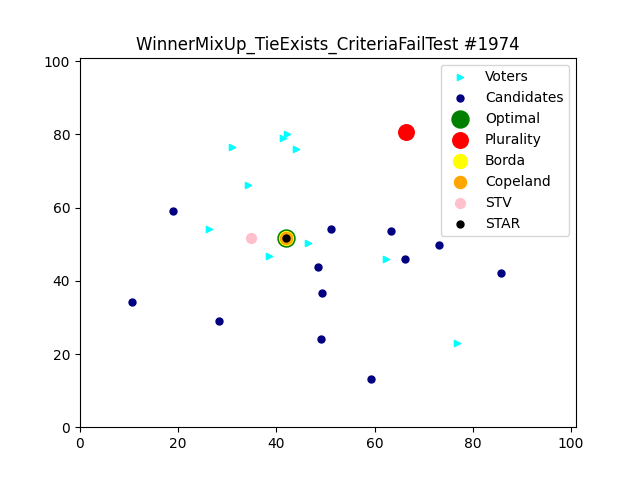 WinnerMixUp_TieExists_CriteriaFailTest #1974
100
80
60
40
20
0
0
20
40
60
80
100
Voters
Candidates
Optimal
Plurality
Borda
Copeland
STV
STAR